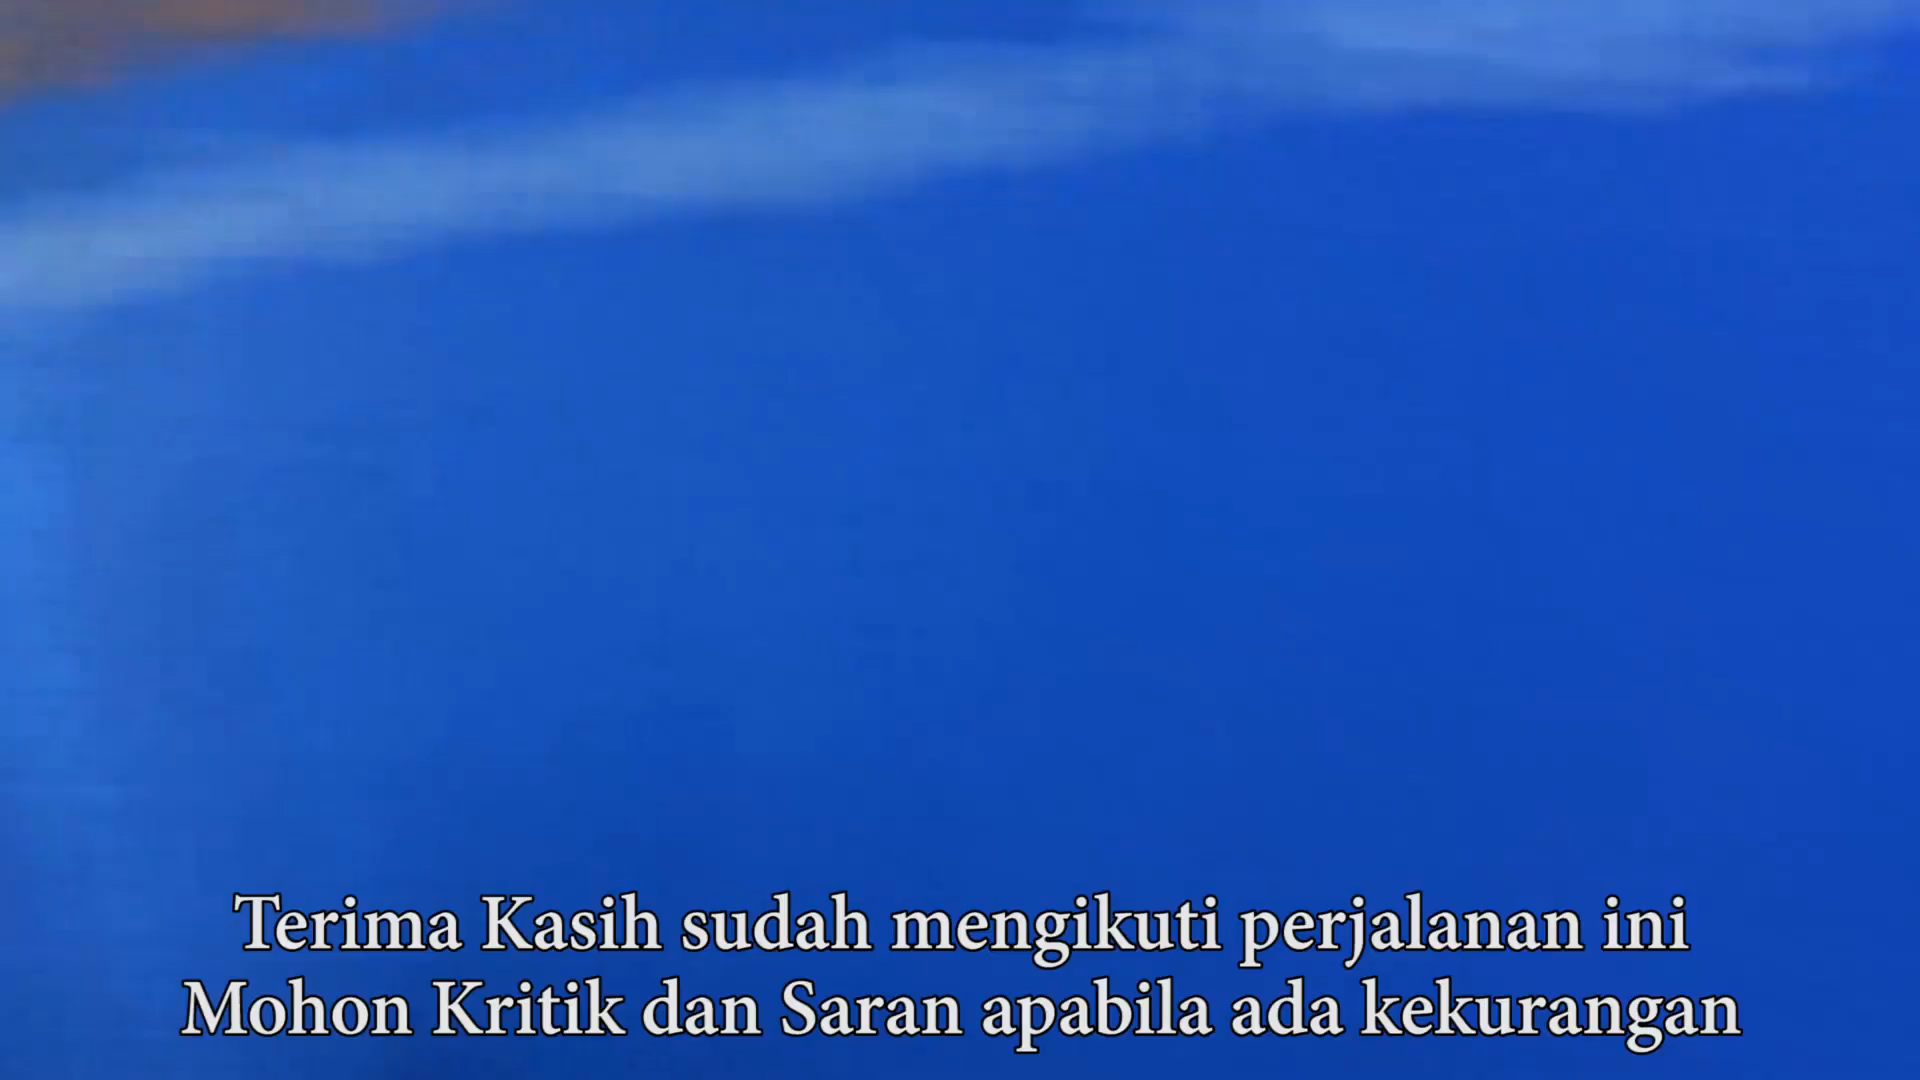 Terima Kasih sudah mengikuti perjalanan ini
Mohon Kritik dan Saran apabila ada kekurangan